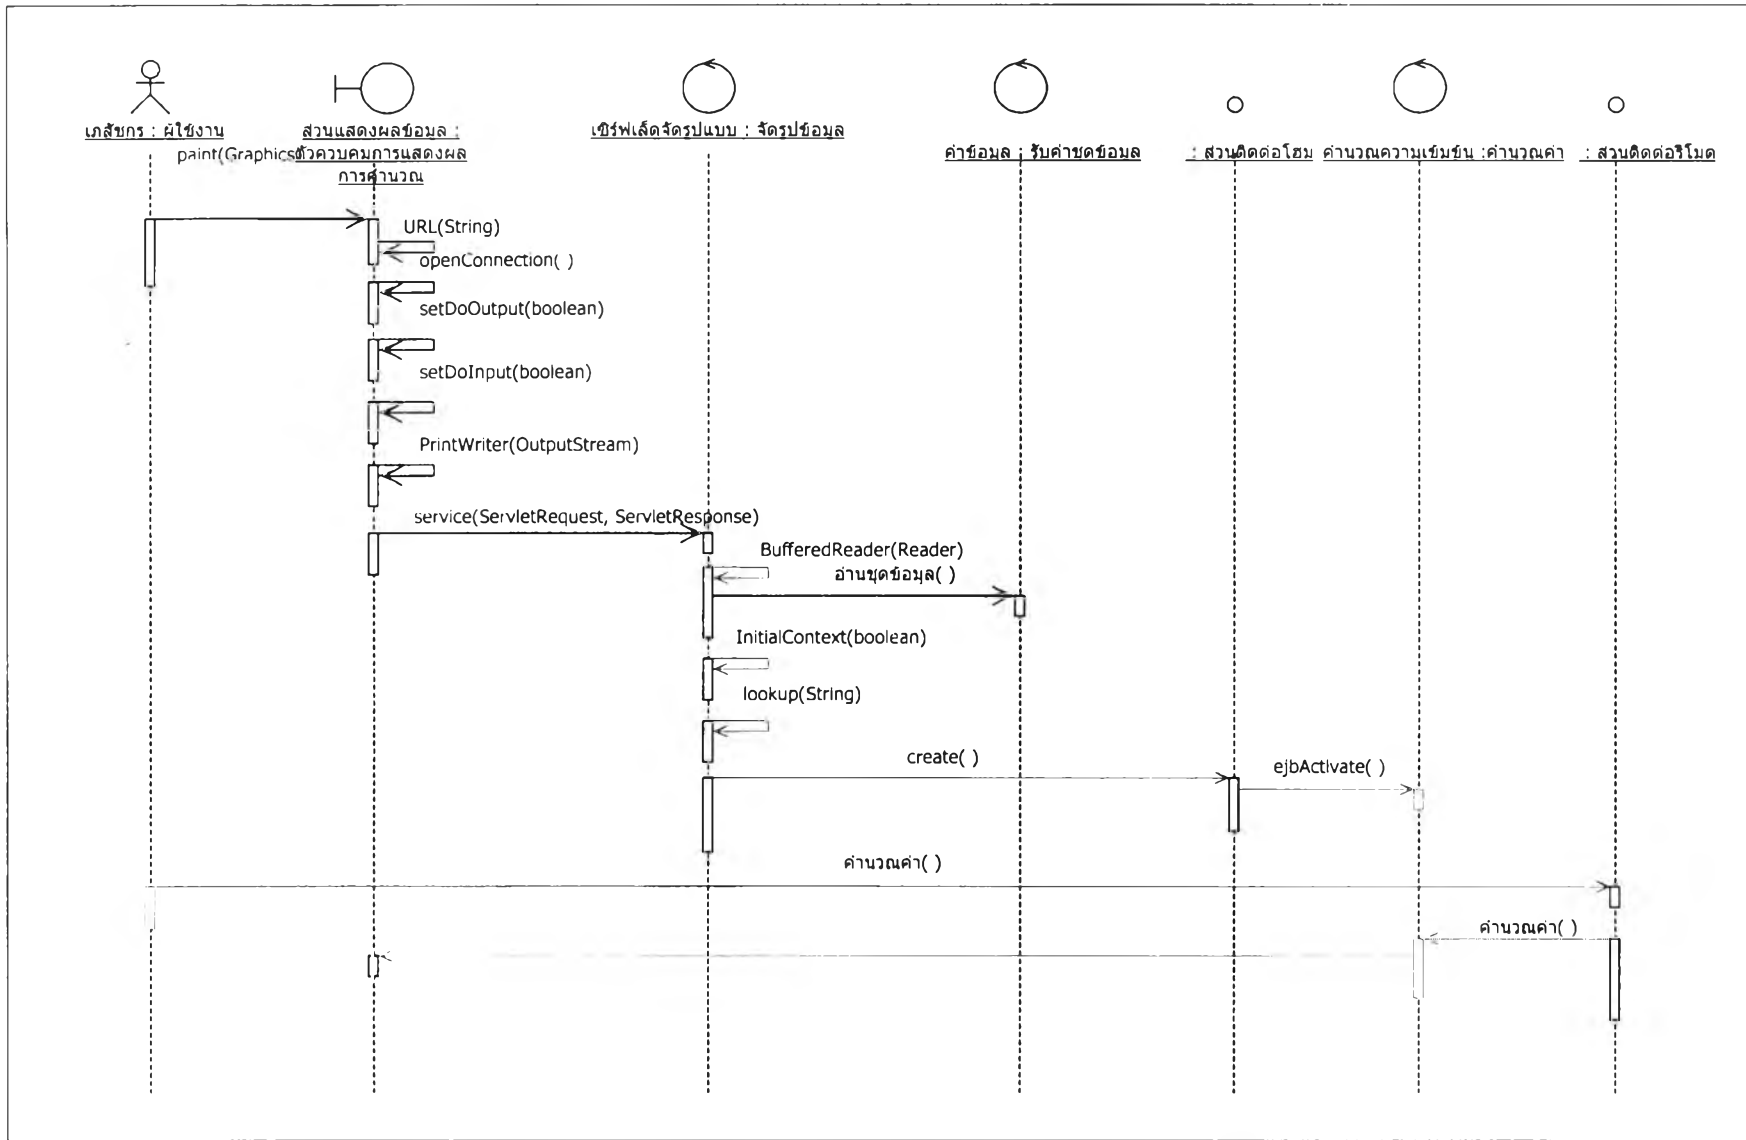 เภสัชกร : ผู้ใช้งาน
ส่วนแสดงผลข้อมูล :
ตัวควบคุมการแสดงผล
การคำนวณ
เซิร์ฟเล็ตจัดรูปแบบ : จัดรูปข้อมูล
ค่าข้อมูล : รับค่าชุดข้อมูล
: ส่วนติดต่อโฮม
คำนวณความเข้มข้น :คำนวณค่า
: ส่วนติดต่อรีโมต
paint(Graphics
URL(String)
openConnection( )
setDoOutput(boolean)
setDoInput(boolean)
PrintWriter(OutputStream)
service(ServletRequest, ServletResponse)
BufferedReader(Reader)
อ่านชุดข้อมูล( )
InitialContext(boolean)
lookup(String)
create( )
ejbActivate( )
คำนวณค่า( )
คำนวณค่า( )